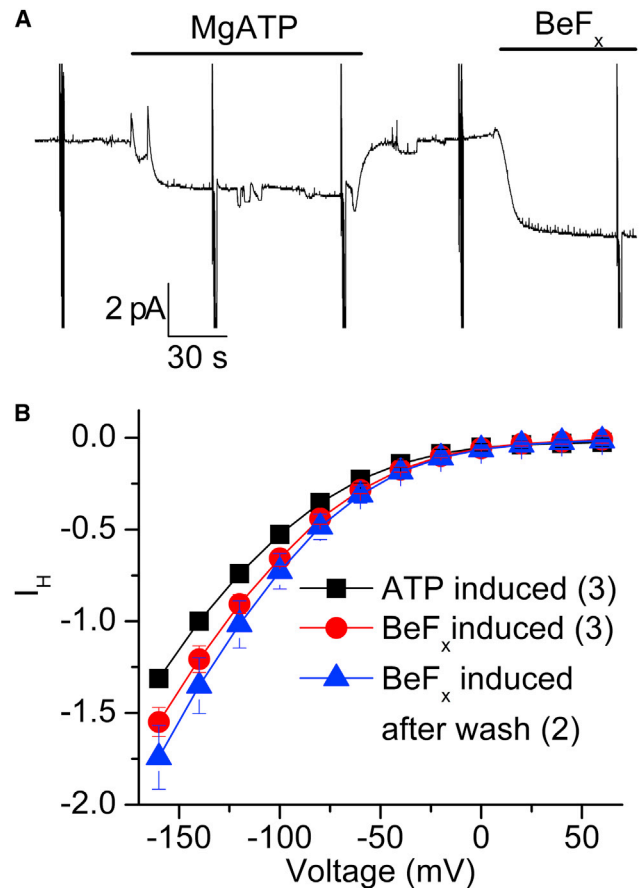 A
MgATP
BeFx
2 pA
30 s
B
0.0
-0.5
-1.0
-1.5
-2.0
IH
ATP induced (3)
BeFx induced (3)
BeFx induced
after wash (2)
-150
-100
-50
0
50
Voltage (mV)